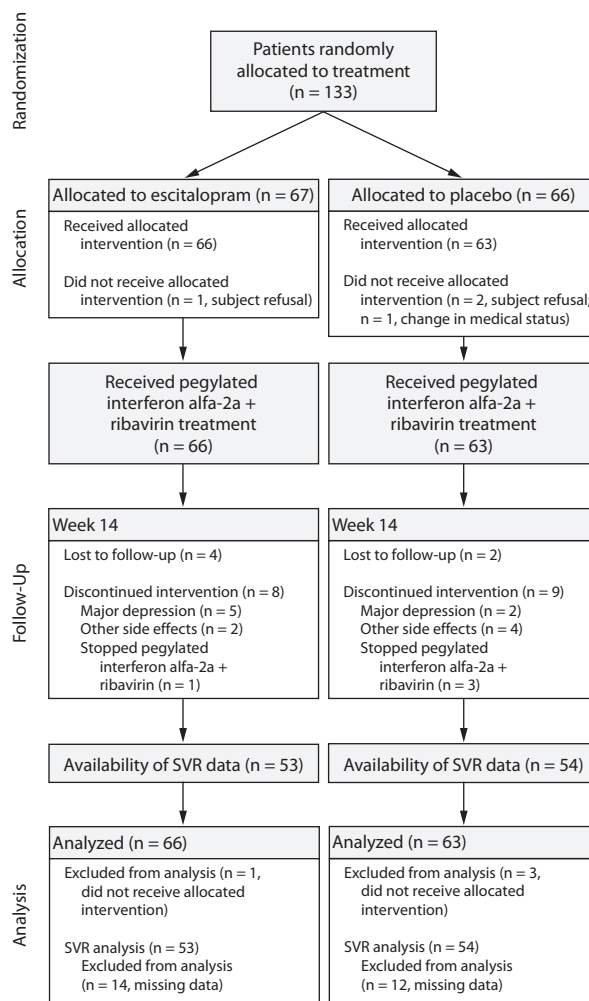 Randomization
Patients randomly
allocated to treatment
(n = 133)
Allocation
Allocated to escitalopram (n = 67)
Received allocated
intervention (n = 66)
Did not receive allocated
intervention (n = 1, subject refusal)
Allocated to placebo (n = 66)
Received allocated
intervention (n = 63)
Did not receive allocated
intervention (n = 2, subject refusal;
n = 1, change in medical status)
Received pegylated
interferon alfa-2a +
ribavirin treatment
(n = 66)
Received pegylated
interferon alfa-2a +
ribavirin treatment
(n = 63)
Follow-Up
Week 14
Lost to follow-up (n = 4)
Discontinued intervention (n = 8)
Major depression (n = 5)
Other side effects (n = 2)
Stopped pegylated
interferon alfa-2a +
ribavirin (n = 1)
Week 14
Lost to follow-up (n = 2)
Discontinued intervention (n = 9)
Major depression (n = 2)
Other side effects (n = 4)
Stopped pegylated
interferon alfa-2a +
ribavirin (n = 3)
Availability of SVR data (n = 53)
Availability of SVR data (n = 54)
Analysis
Analyzed (n = 66)
Excluded from analysis (n = 1,
did not receive allocated
intervention)
SVR analysis (n = 53)
Excluded from analysis
(n = 14, missing data)
Analyzed (n = 63)
Excluded from analysis (n = 3,
did not receive allocated
intervention)
SVR analysis (n = 54)
Excluded from analysis
(n = 12, missing data)